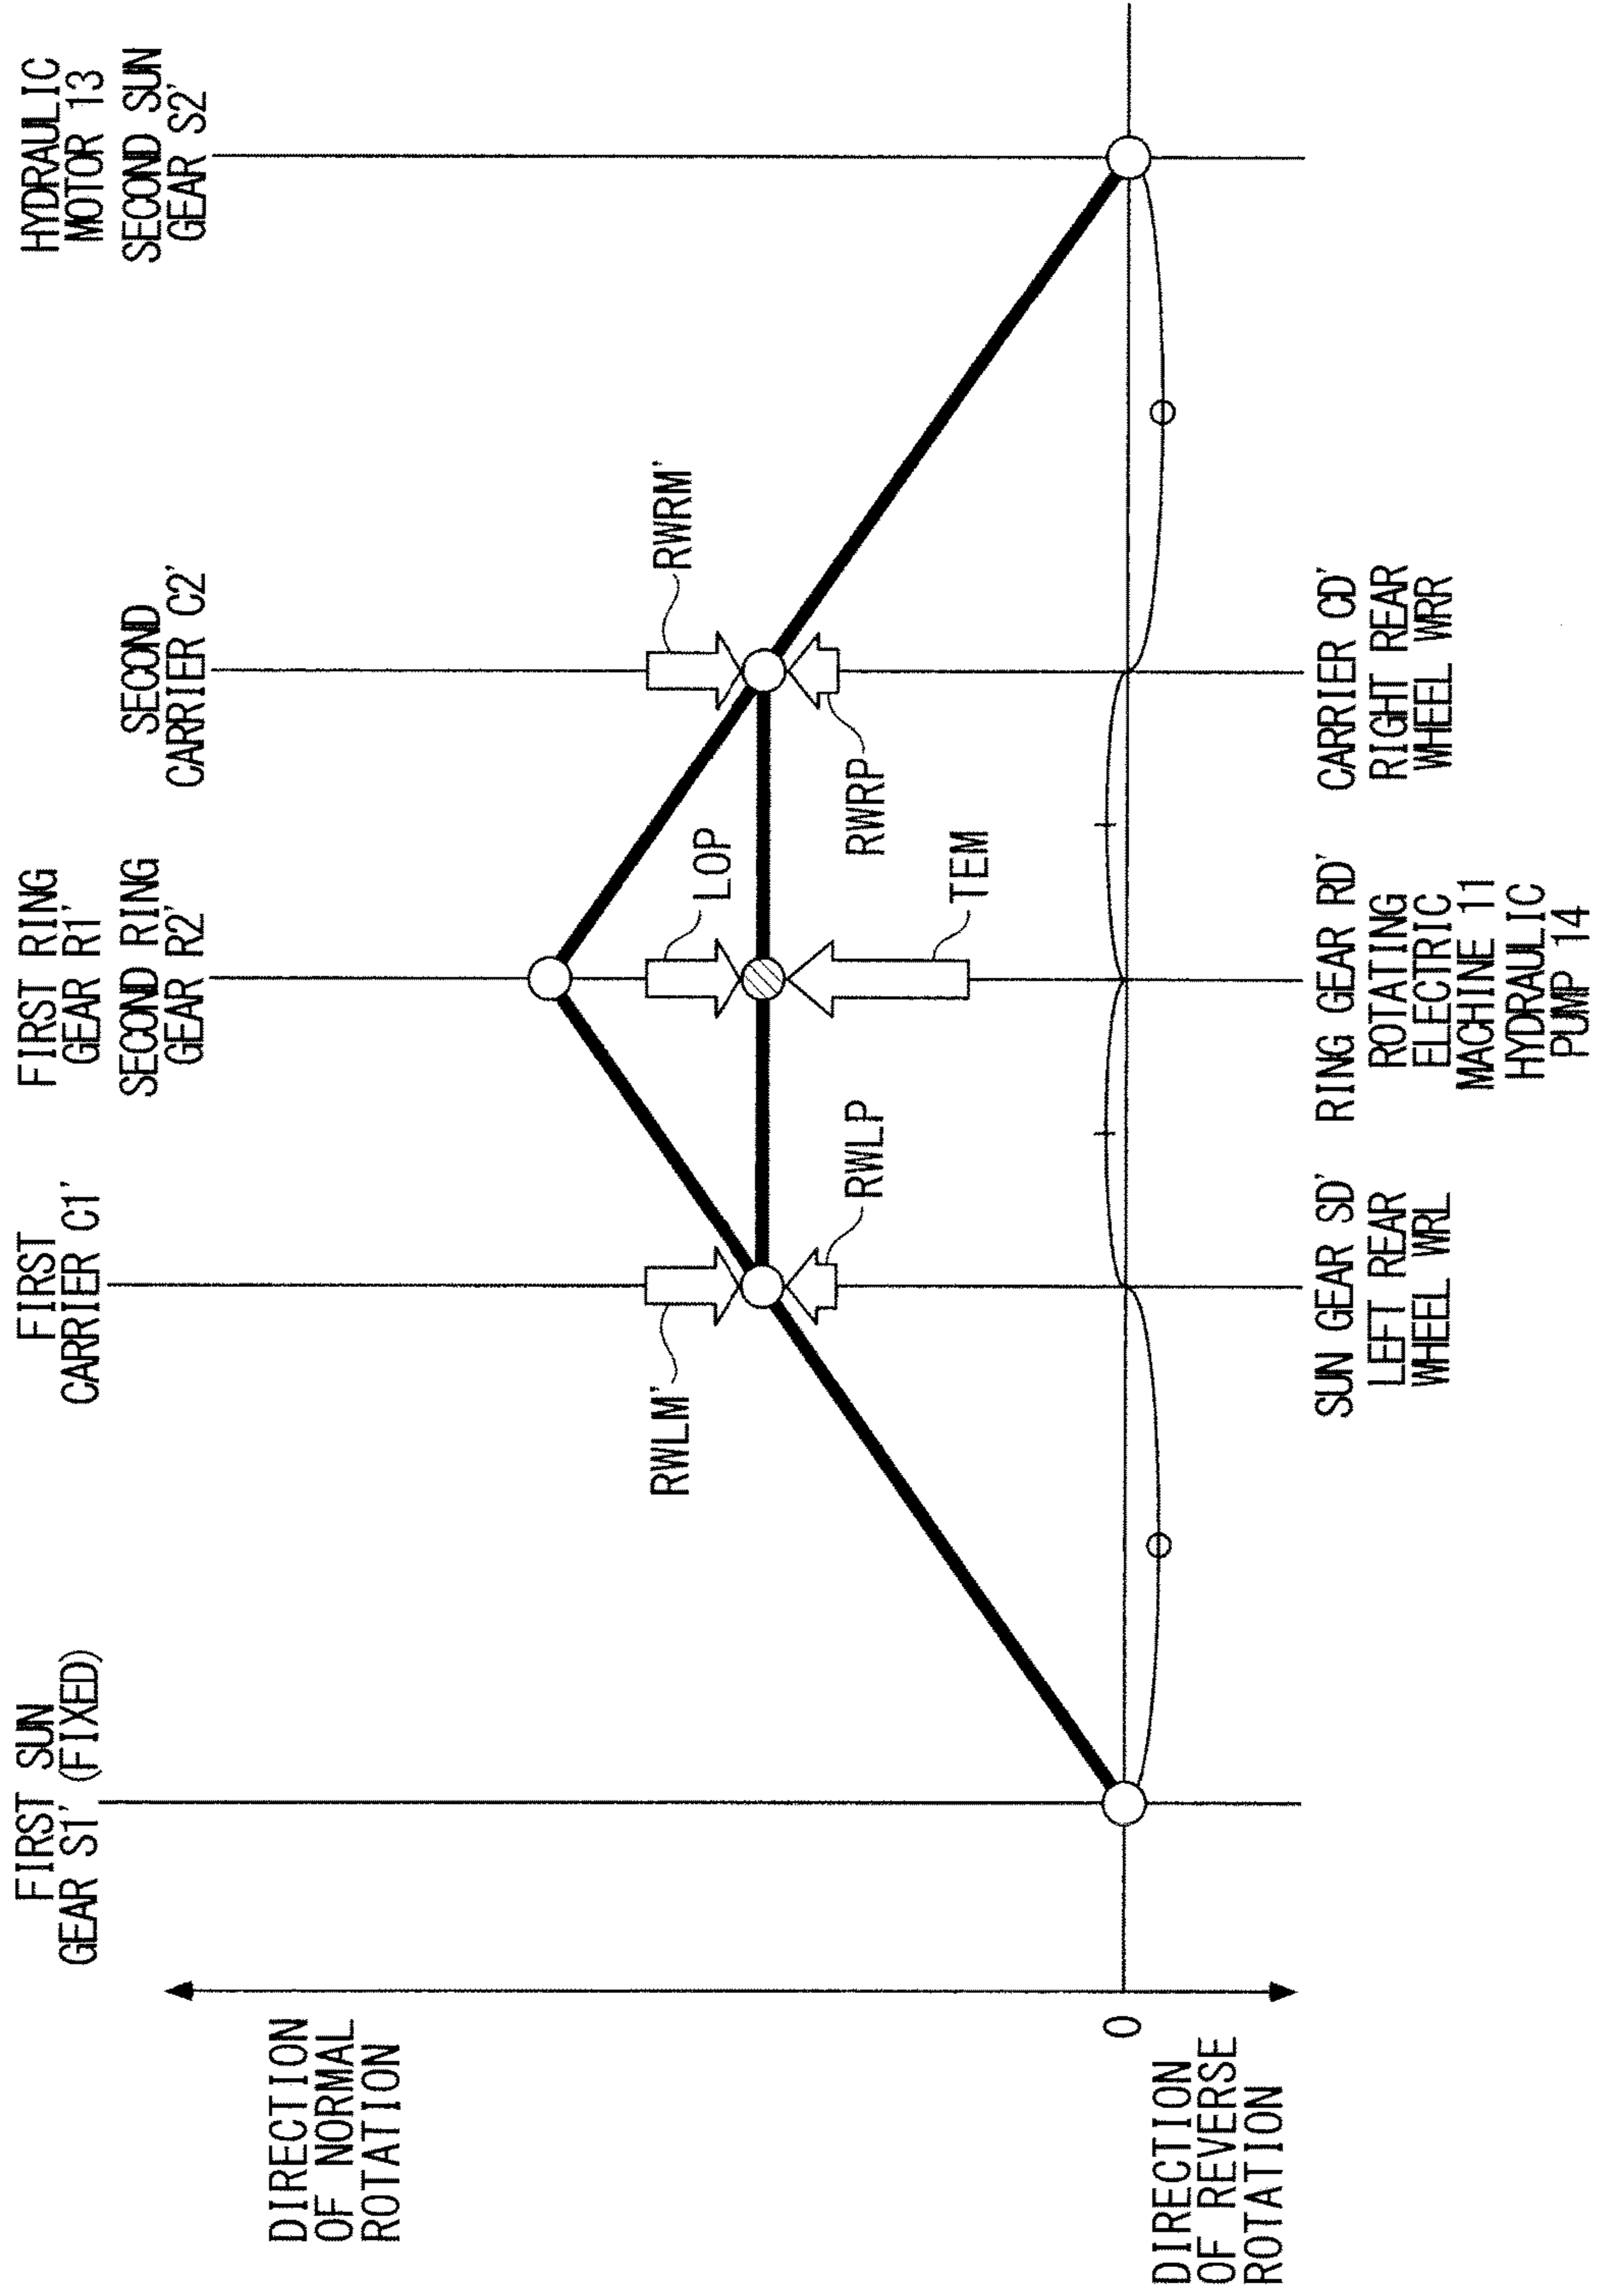 FIRST SUN
GEAR S1' (FIXED)
FIRST
CARRIER C1'
FIRST RING
GEAR R1'
SECOND RING
GEAR R2'
SECOND
CARRIER C2'
HYDRAULIC
MOTOR 13
SECOND SUN
GEAR S2'
DIRECTION
OF NORMAL
ROTATION
RWLM'
LOP
RWRM'
RWLP
TEM
RWRP
0
DIRECTION
OF REVERSE
ROTATION
SUN GEAR SD'
LEFT REAR
WHEEL WRL
RING GEAR RD'
ROTATING
ELECTRIC
MACHINE 11
HYDRAULIC
PUMP 14
CARRIER CD'
RIGHT REAR
WHEEL WRR